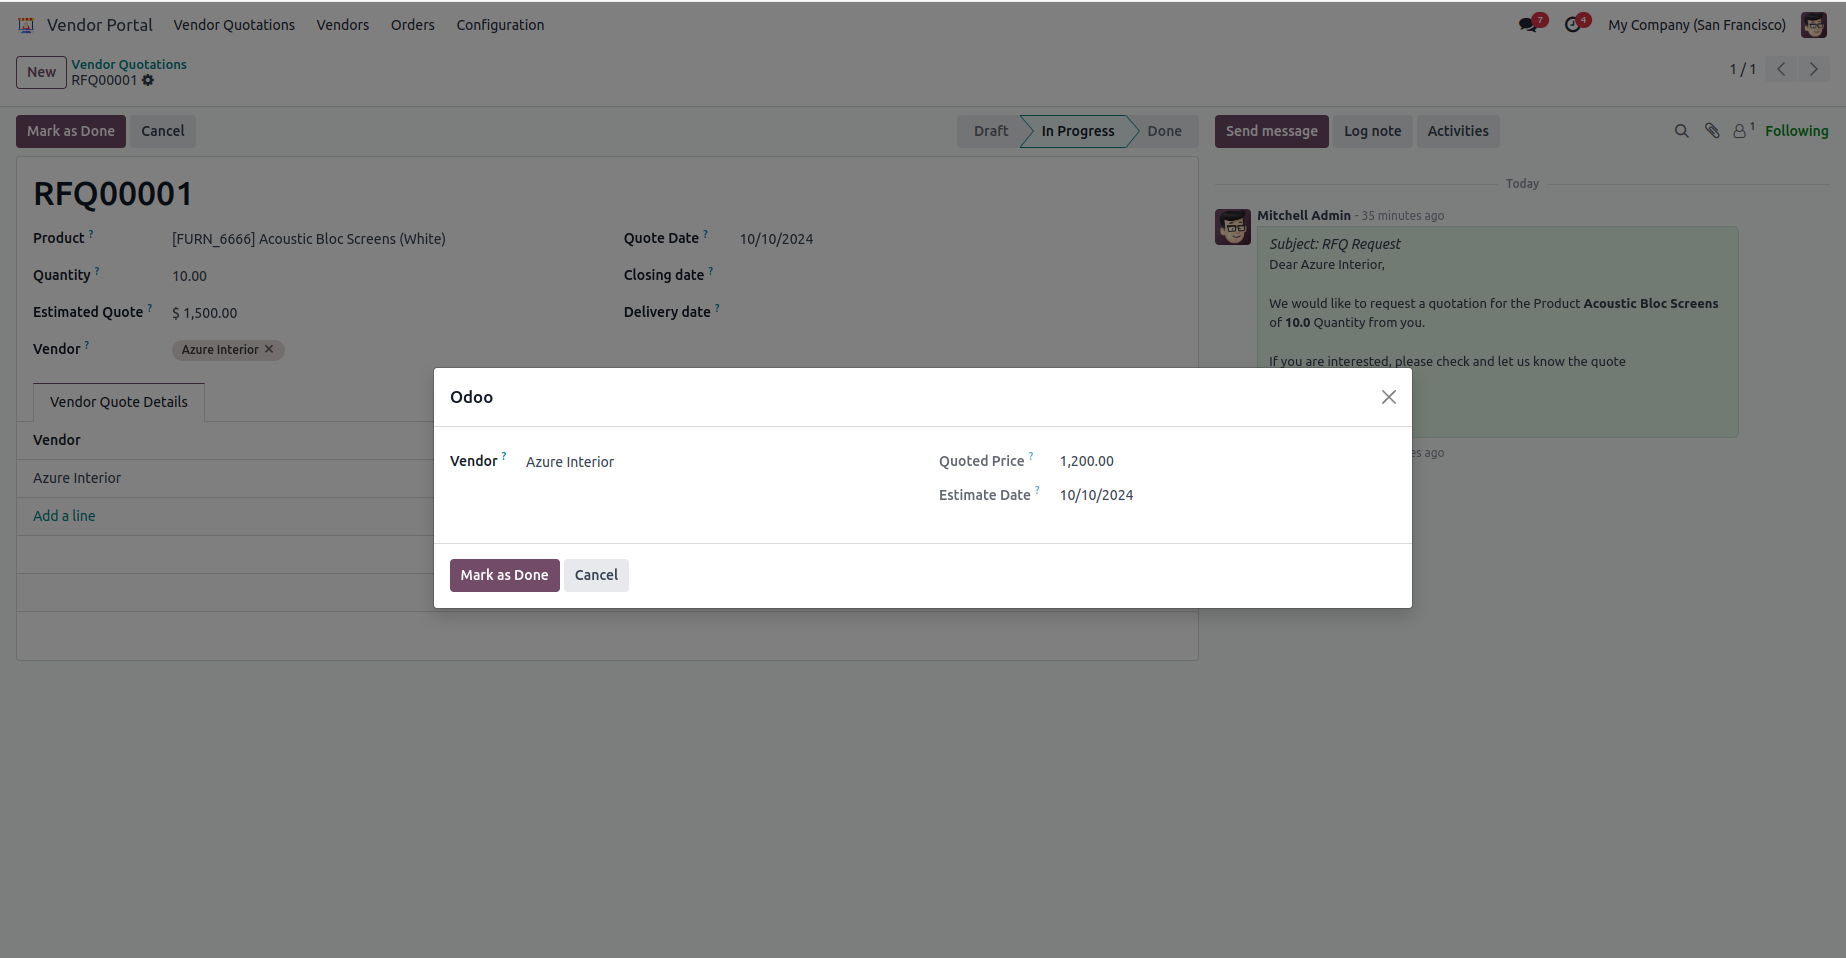 Vendor Portal Vendor Quotations Vendors Orders Configuration 7 4 My Company (San Francisco)
New Vendor Quotations
RFQ00001 1 / 1
Mark as Done Cancel Draft In Progress Done Send message Log note Activities 1 Following
RFQ00001
Product ? [FURN_6666] Acoustic Bloc Screens (White)
Quantity ? 10.00
Estimated Quote ? $ 1,500.00
Vendor ? Azure Interior ✕
Quote Date ? 10/10/2024
Closing date ?
Delivery date ?
Vendor Quote Details
Vendor
Azure Interior
Add a line
Today
Mitchell Admin - 35 minutes ago
Subject: RFQ Request
Dear Azure Interior,
We would like to request a quotation for the Product Acoustic Bloc Screens
of 10.0 Quantity from you.
If you are interested, please check and let us know the quote
ago
Odoo
Vendor ? Azure Interior
Quoted Price ? 1,200.00
Estimate Date ? 10/10/2024
Mark as Done Cancel